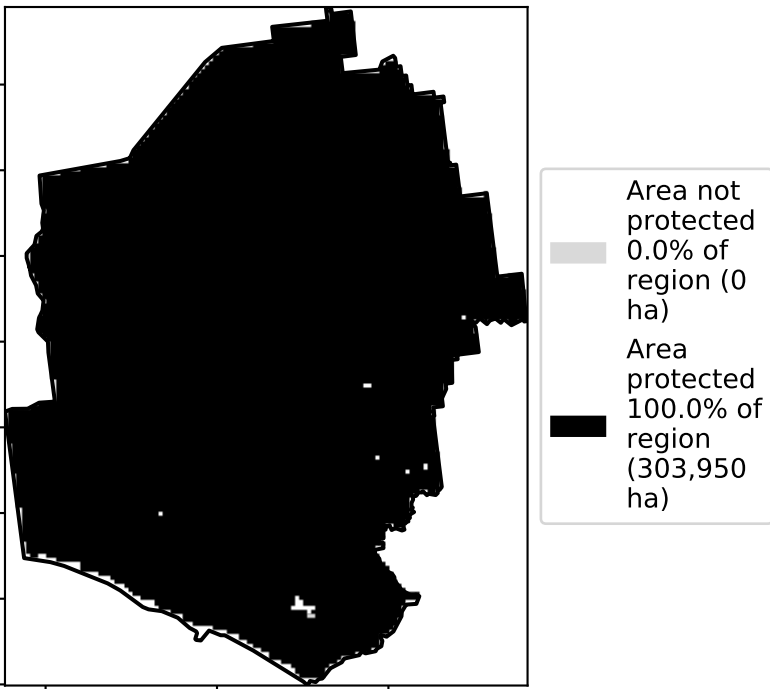 Area not
protected
0.0% of
region (0
ha)
Area
protected
100.0% of
region
(303,950
ha)